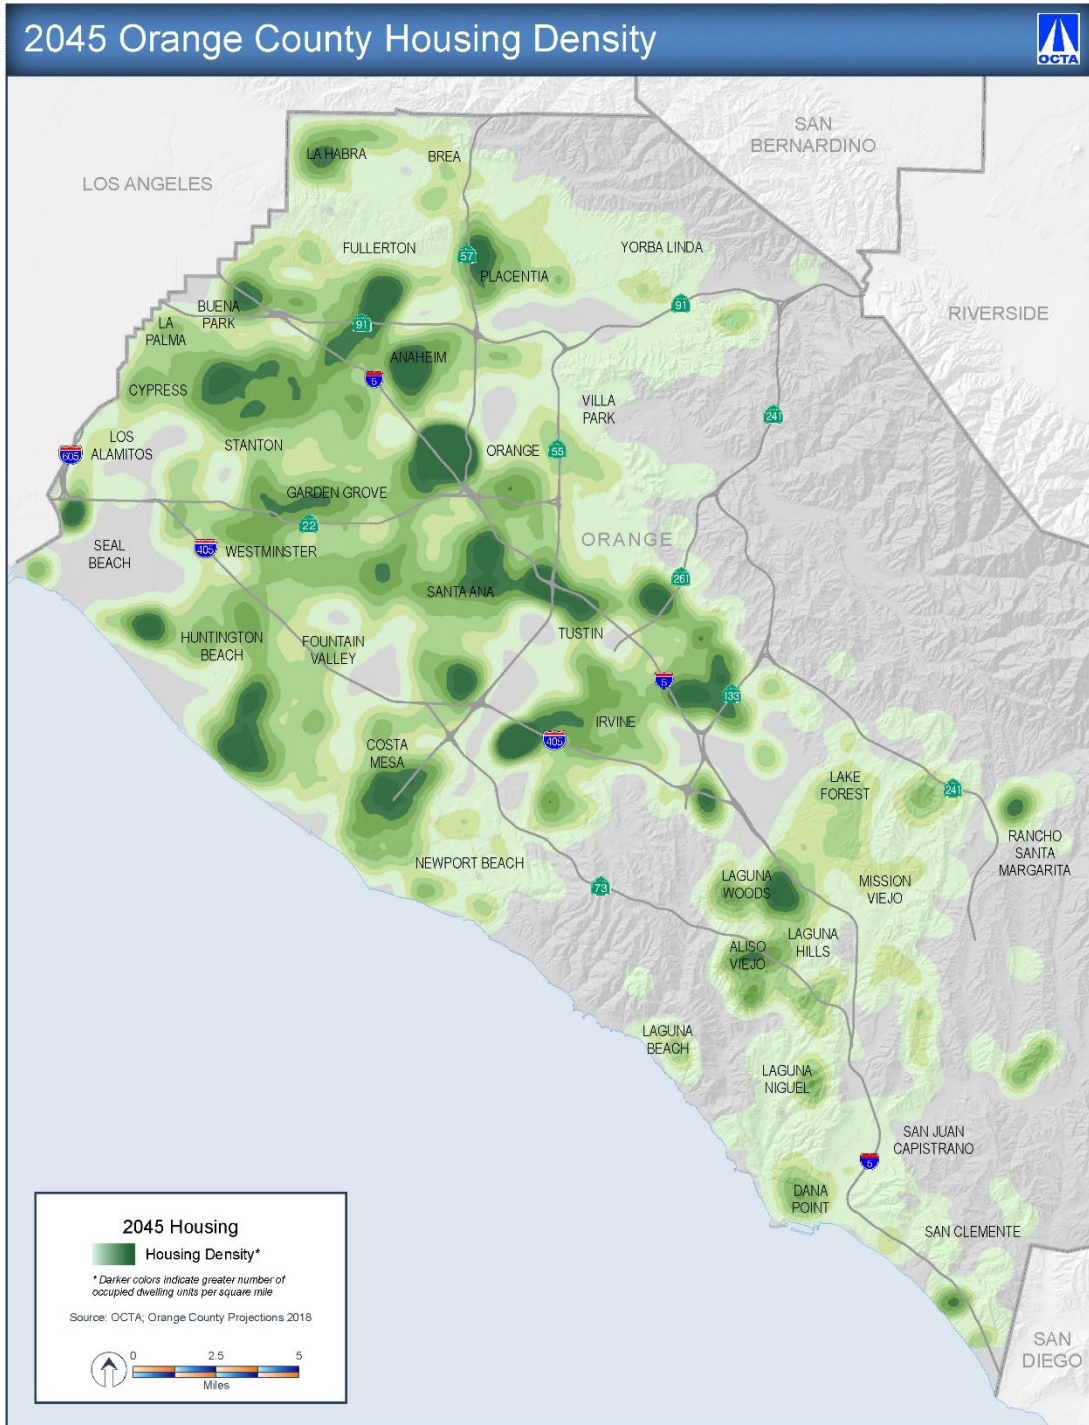 2045 Orange County Housing Density
OCTA
SAN
BERNARDINO
LOS ANGELES
LA HABRA
BREA
FULLERTON
57
YORBA LINDA
PLACENTIA
BUENA
PARK
91
RIVERSIDE
LA
PALMA
91
ANAHEIM
5
CYPRESS
VILLA
PARK
241
LOS
ALAMITOS
605
STANTON
ORANGE
55
GARDEN GROVE
22
SEAL
BEACH
405
WESTMINSTER
ORANGE
261
SANTA ANA
HUNTINGTON
BEACH
FOUNTAIN
VALLEY
TUSTIN
5
133
IRVINE
405
COSTA
MESA
LAKE
FOREST
241
RANCHO
SANTA
MARGARITA
NEWPORT BEACH
73
LAGUNA
WOODS
MISSION
VIEJO
LAGUNA
HILLS
ALISO
VIEJO
LAGUNA
BEACH
LAGUNA
NIGUEL
SAN JUAN
CAPISTRANO
5
DANA
POINT
SAN CLEMENTE
SAN
DIEGO
2045 Housing
Housing Density*
* Darker colors indicate greater number of
occupied dwelling units per square mile
Source: OCTA; Orange County Projections 2018
0 2.5 5
Miles